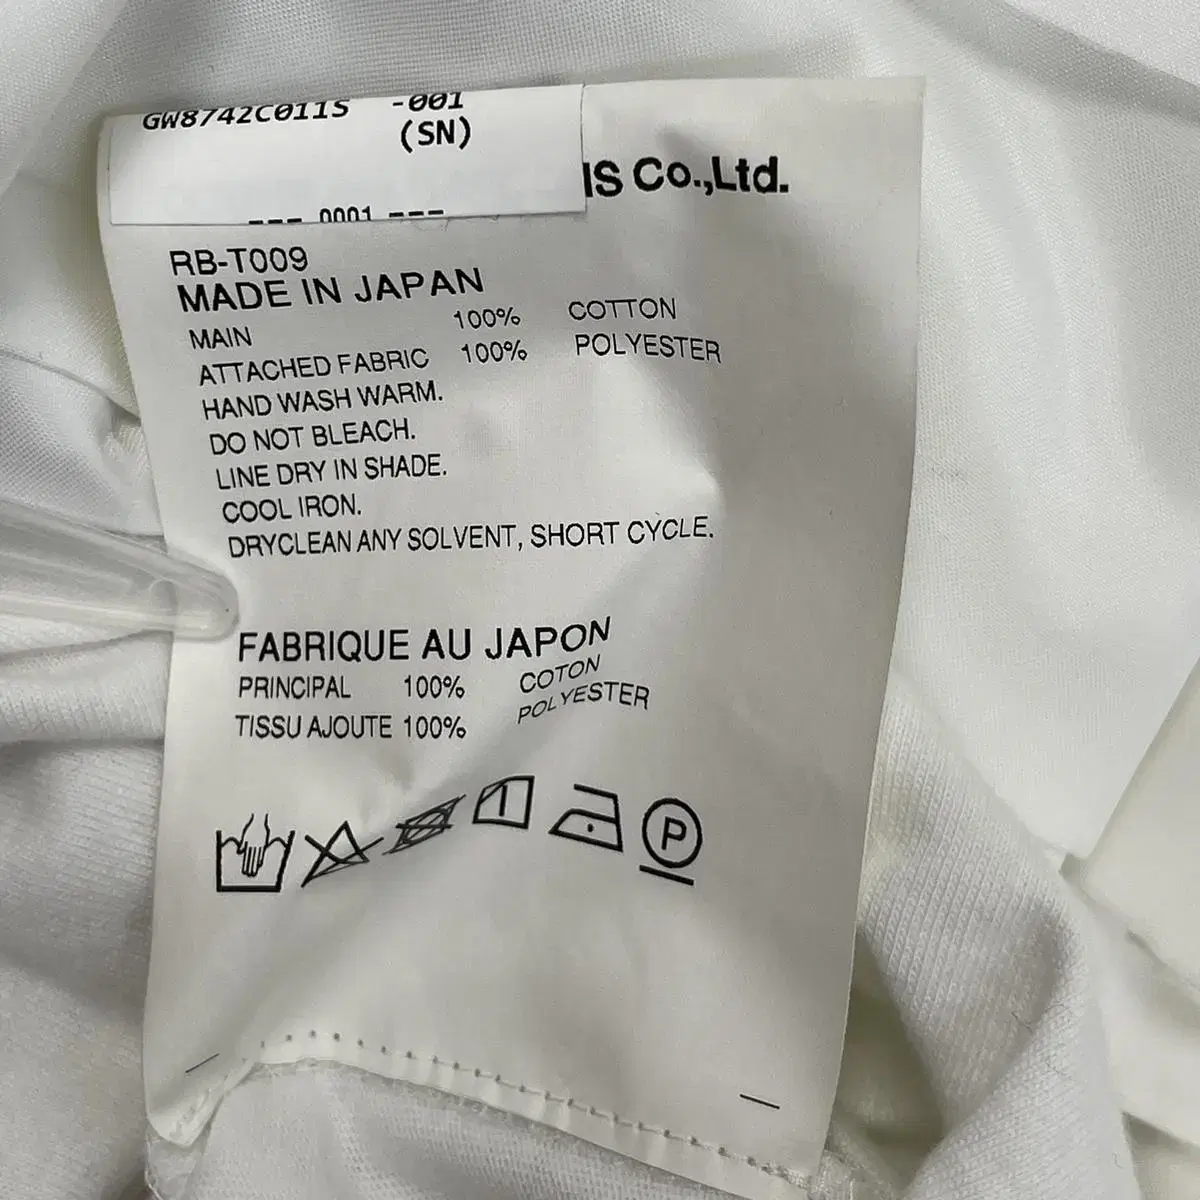 GW8742C011S -001
(SN)
--- 0001 ---
IS Co.,Ltd.
RB-T009
MADE IN JAPAN
MAIN 100% COTTON
ATTACHED FABRIC 100% POLYESTER
HAND WASH WARM.
DO NOT BLEACH.
LINE DRY IN SHADE.
COOL IRON.
DRYCLEAN ANY SOLVENT, SHORT CYCLE.
FABRIQUE AU JAPON
PRINCIPAL 100% COTON
TISSU AJOUTE 100% POLYESTER
P